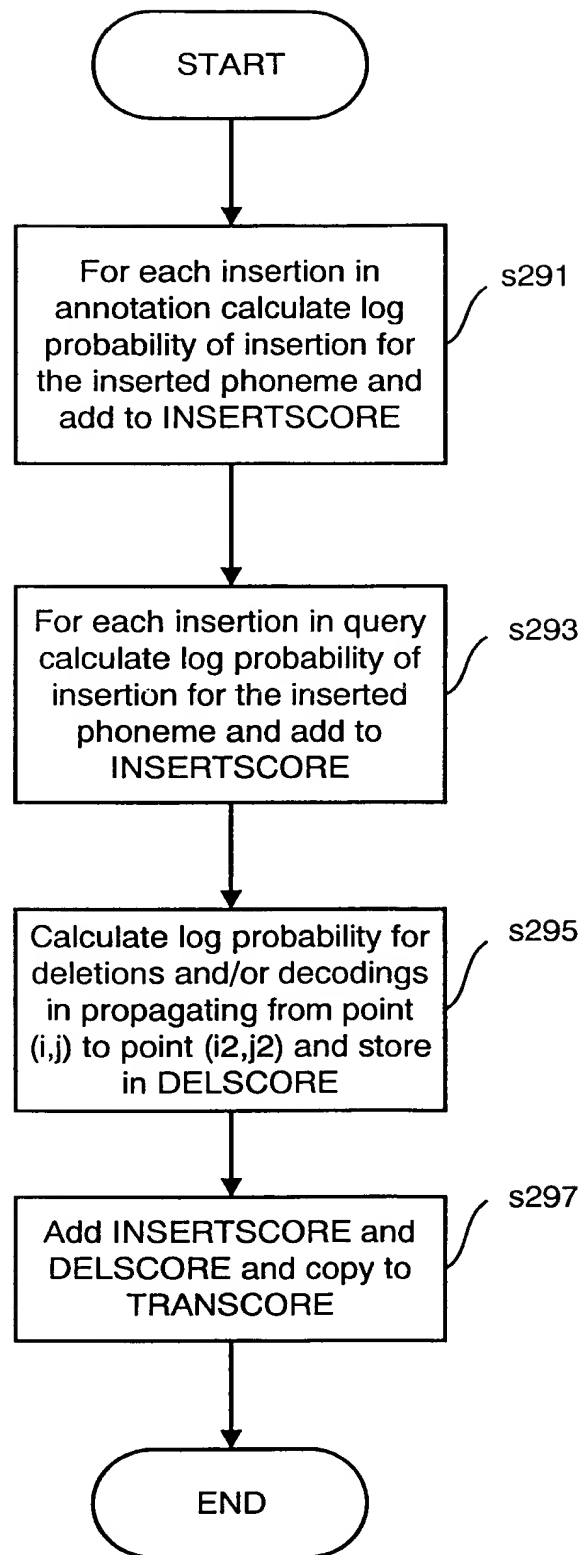 START
For each insertion in
annotation calculate log
probability of insertion for
the inserted phoneme and
add to INSERTSCORE
s291
For each insertion in query
calculate log probability of
insertion for the inserted
phoneme and add to
INSERTSCORE
s293
Calculate log probability for
deletions and/or decodings
in propagating from point
(i,j) to point (i2,j2) and store
in DELSCORE
s295
Add INSERTSCORE and
DELSCORE and copy to
TRANSCORE
s297
END